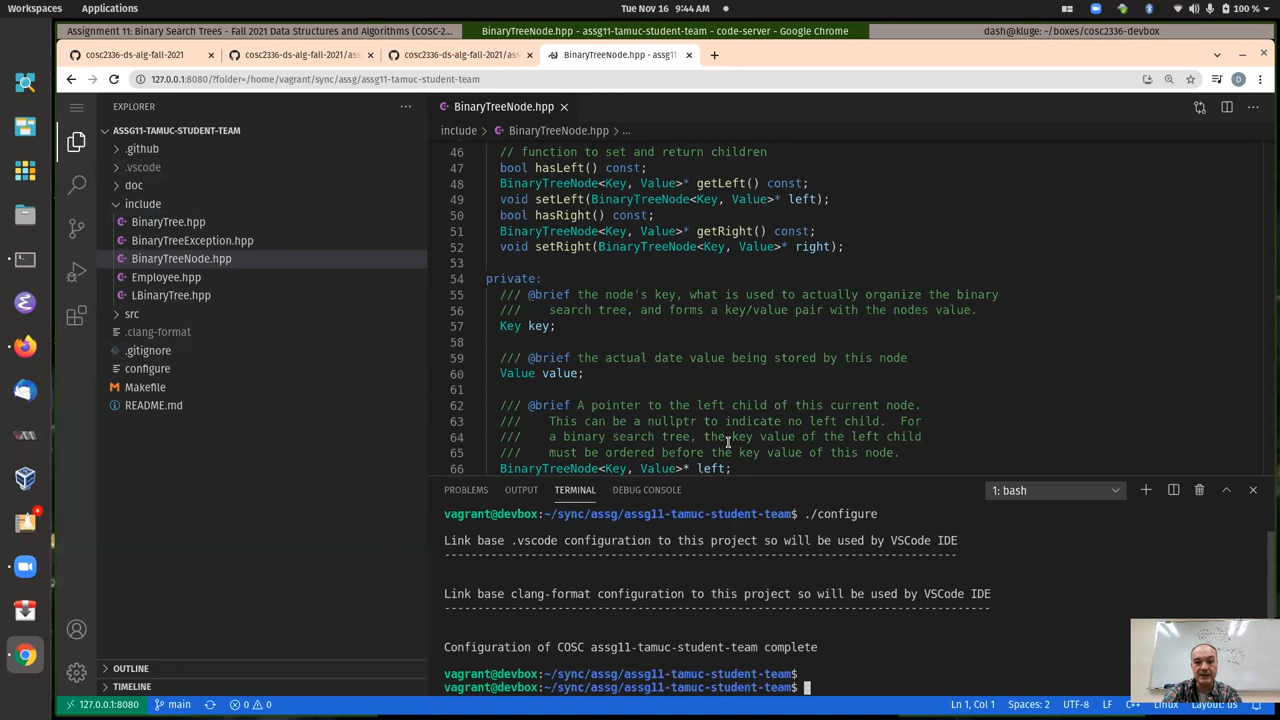 Workspaces Applications Tue Nov 16 9:44 AM 100 %
Assignment 11: Binary Search Trees - Fall 2021 Data Structures and Algorithms (COSC-2... BinaryTreeNode.hpp - assg11-tamuc-student-team - code-server - Google Chrome dash@kluge: ~/boxes/cosc2336-devbox
cosc2336-ds-alg-fall-2021 cosc2336-ds-alg-fall-2021/ass cosc2336-ds-alg-fall-2021/ass BinaryTreeNode.hpp - assg11-
127.0.0.1:8080/?folder=/home/vagrant/sync/assg/assg11-tamuc-student-team
EXPLORER
BinaryTreeNode.hpp
ASSG11-TAMUC-STUDENT-TEAM
include > BinaryTreeNode.hpp > ...
.github
.vscode
doc
include
BinaryTree.hpp
BinaryTreeException.hpp
BinaryTreeNode.hpp
Employee.hpp
LBinaryTree.hpp
src
.clang-format
.gitignore
configure
Makefile
README.md
OUTLINE
TIMELINE
46 // function to set and return children
47 bool hasLeft() const;
48 BinaryTreeNode<Key, Value>* getLeft() const;
49 void setLeft(BinaryTreeNode<Key, Value>* left);
50 bool hasRight() const;
51 BinaryTreeNode<Key, Value>* getRight() const;
52 void setRight(BinaryTreeNode<Key, Value>* right);
53
54 private:
55 /// @brief the node's key, what is used to actually organize the binary
56 /// search tree, and forms a key/value pair with the nodes value.
57 Key key;
58
59 /// @brief the actual date value being stored by this node
60 Value value;
61
62 /// @brief A pointer to the left child of this current node.
63 /// This can be a nullptr to indicate no left child. For
64 /// a binary search tree, the key value of the left child
65 /// must be ordered before the key value of this node.
66 BinaryTreeNode<Key, Value>* left;
PROBLEMS OUTPUT TERMINAL DEBUG CONSOLE 1: bash
vagrant@devbox:~/sync/assg/assg11-tamuc-student-team$ ./configure
Link base .vscode configuration to this project so will be used by VSCode IDE
-----------------------------------------------------------------------------
Link base clang-format configuration to this project so will be used by VSCode IDE
----------------------------------------------------------------------------------
Configuration of COSC assg11-tamuc-student-team complete
vagrant@devbox:~/sync/assg/assg11-tamuc-student-team$
vagrant@devbox:~/sync/assg/assg11-tamuc-student-team$
127.0.0.1:8080 main 0 0 Ln 1, Col 1 Spaces: 2 UTF-8 LF C++ Linux Layout: us